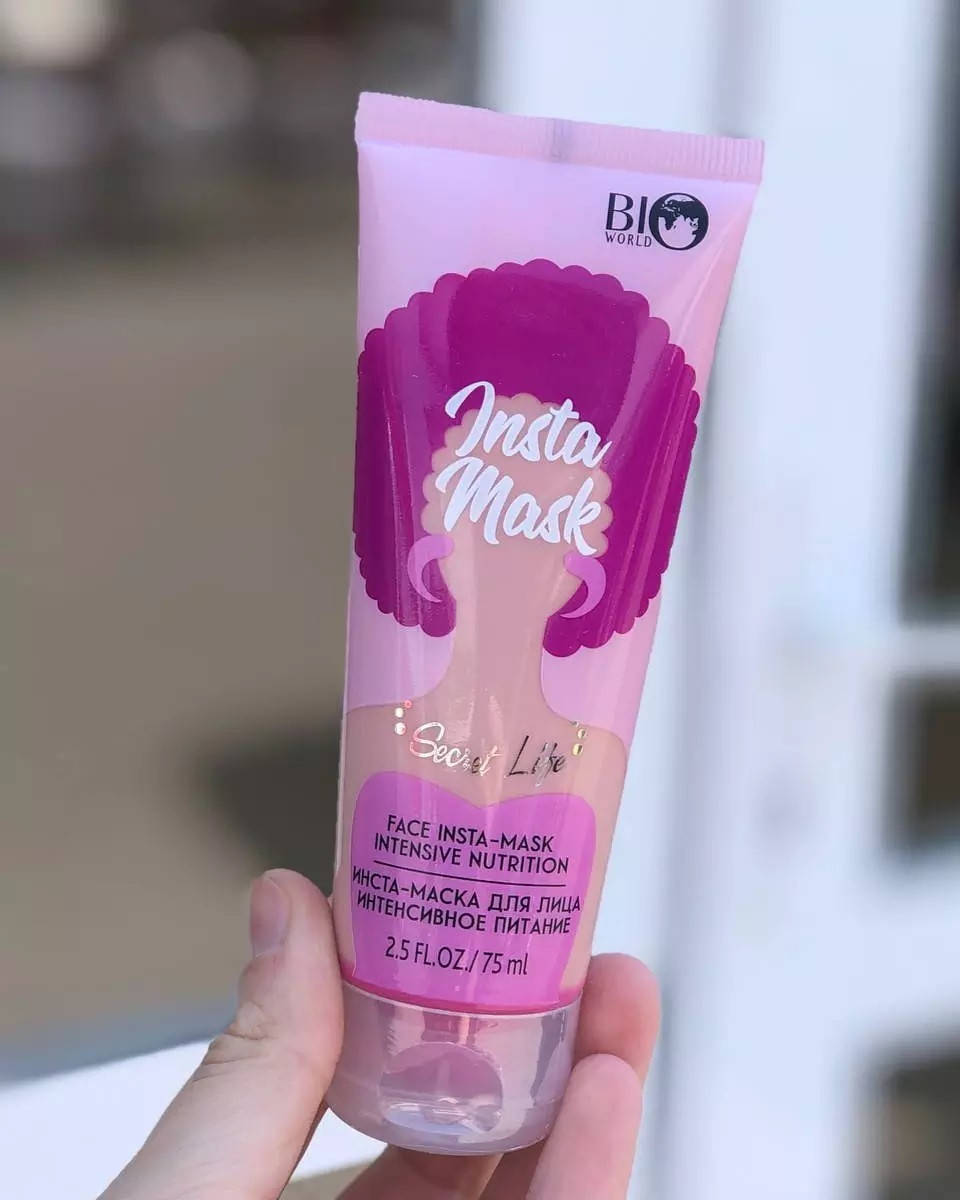 BIO
WORLD
Insta
Mask
Secret Life
FACE INSTA-MASK
INTENSIVE NUTRITION
ИНСТА-МАСКА ДЛЯ ЛИЦА
ИНТЕНСИВНОЕ ПИТАНИЕ
2.5 FL.OZ./75 ml